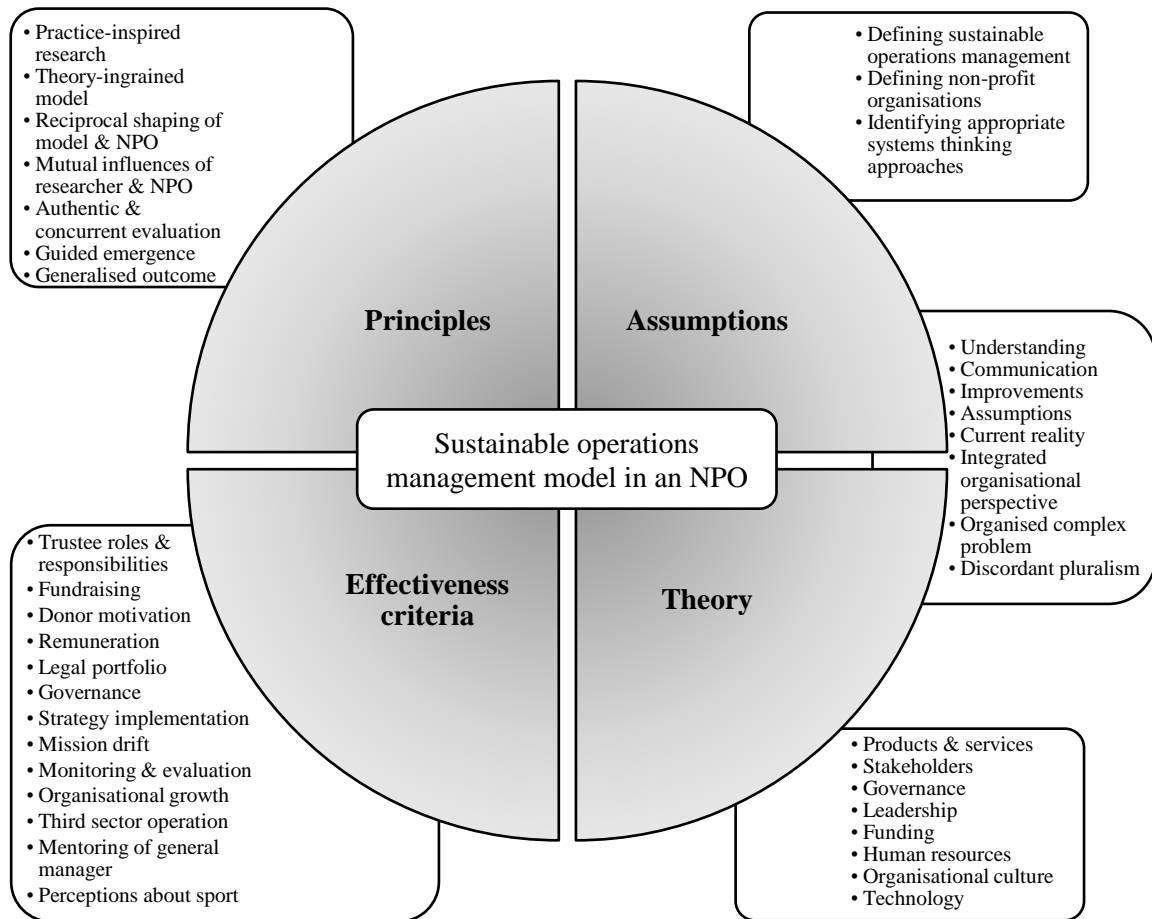 • Practice-inspired
research
• Theory-ingrained
model
• Reciprocal shaping of
model & NPO
• Mutual influences of
researcher & NPO
• Authentic &
concurrent evaluation
• Guided emergence
• Generalised outcome
• Defining sustainable
operations management
• Defining non-profit
organisations
• Identifying appropriate
systems thinking
approaches
Principles
Assumptions
• Understanding
• Communication
• Improvements
• Assumptions
• Current reality
• Integrated
organisational
perspective
• Organised complex
problem
• Discordant pluralism
Sustainable operations
management model in an NPO
Effectiveness
criteria
Theory
• Trustee roles &
responsibilities
• Fundraising
• Donor motivation
• Remuneration
• Legal portfolio
• Governance
• Strategy implementation
• Mission drift
• Monitoring & evaluation
• Organisational growth
• Third sector operation
• Mentoring of general
manager
• Perceptions about sport
• Products & services
• Stakeholders
• Governance
• Leadership
• Funding
• Human resources
• Organisational culture
• Technology